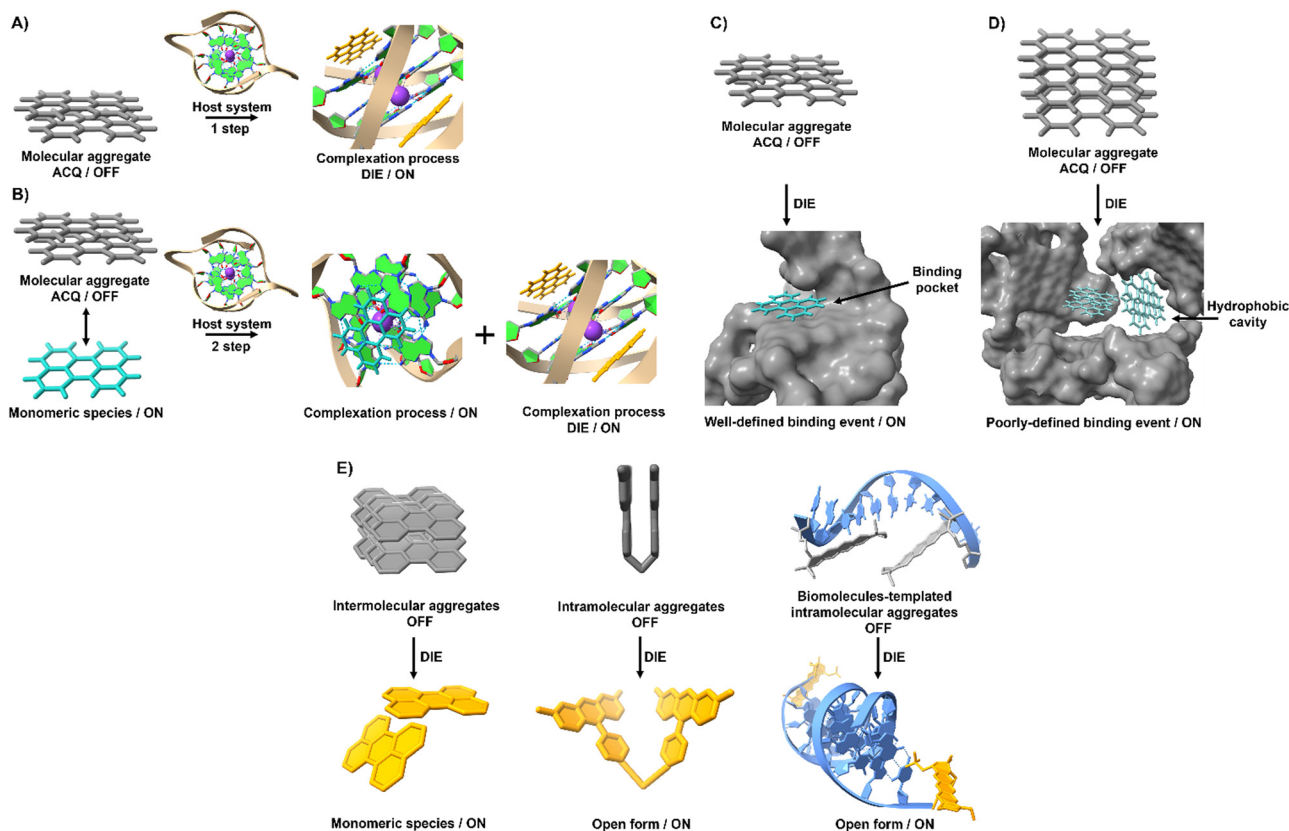 A)
Host system
1 step
Molecular aggregate
ACQ / OFF
Complexation process
DIE / ON
B)
Molecular aggregate
ACQ / OFF
Host system
2 step
Monomeric species / ON
Complexation process / ON
+
Complexation process
DIE / ON
C)
Molecular aggregate
ACQ / OFF
DIE
Binding
pocket
Well-defined binding event / ON
D)
Molecular aggregate
ACQ / OFF
DIE
Hydrophobic
cavity
Poorly-defined binding event / ON
E)
Intermolecular aggregates
OFF
DIE
Monomeric species / ON
Intramolecular aggregates
OFF
DIE
Open form / ON
Biomolecules-templated
intramolecular aggregates
OFF
DIE
Open form / ON